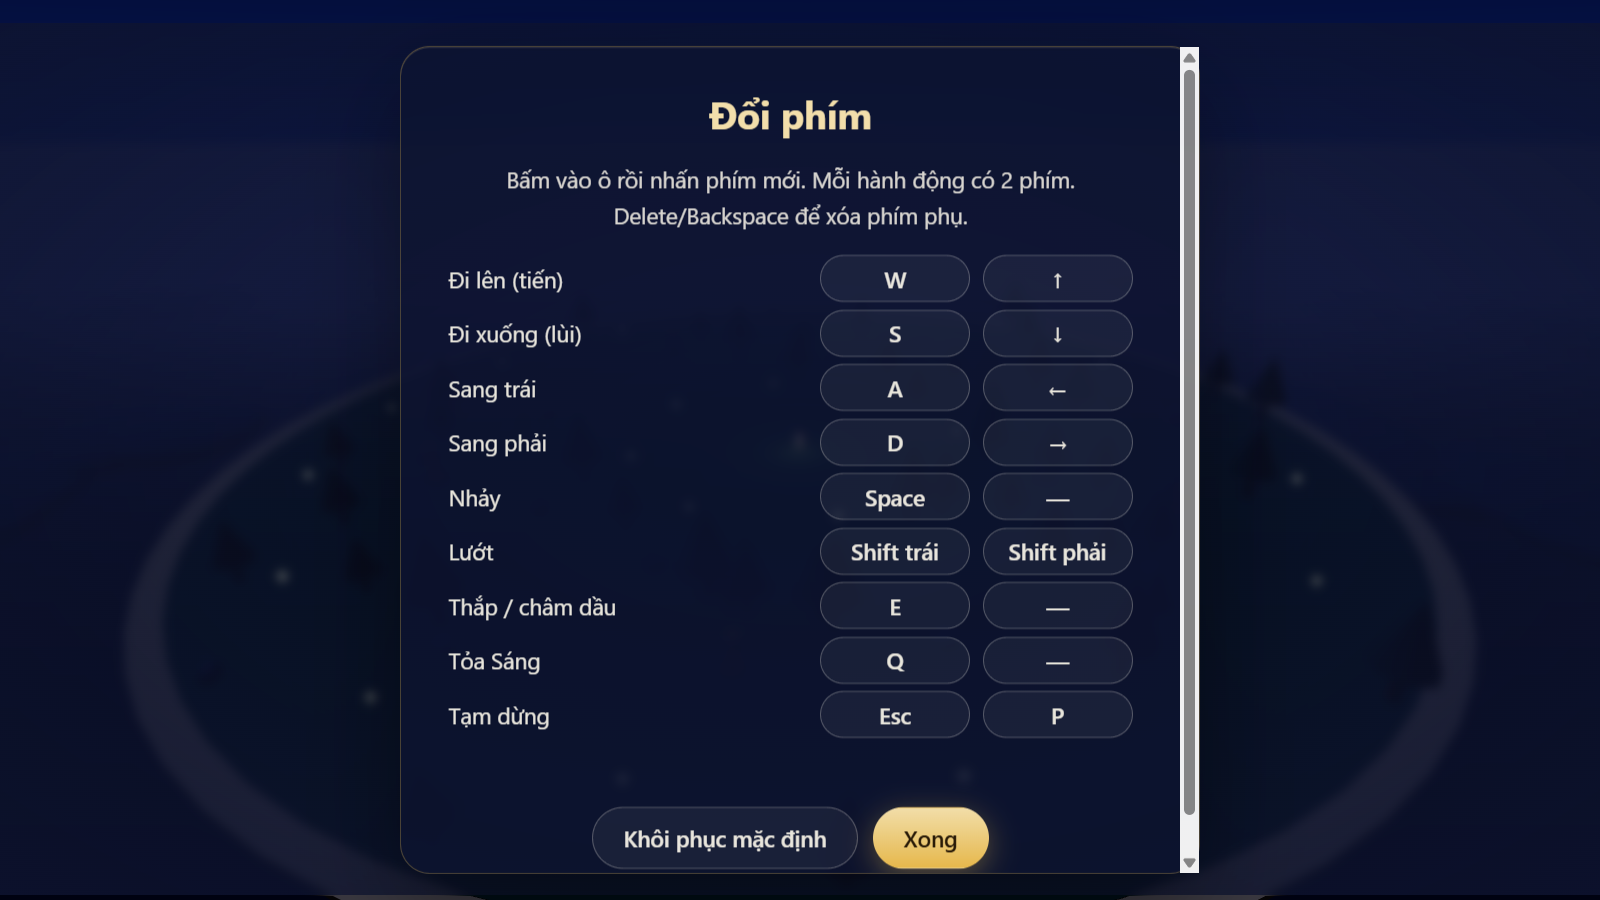 Đổi phím
Bấm vào ô rồi nhấn phím mới. Mỗi hành động có 2 phím.
Delete/Backspace để xóa phím phụ.
Đi lên (tiến) W ↑
Đi xuống (lùi) S ↓
Sang trái A ←
Sang phải D →
Nhảy Space —
Lướt Shift trái Shift phải
Thắp / châm dầu E —
Tỏa Sáng Q —
Tạm dừng Esc P
Khôi phục mặc định Xong